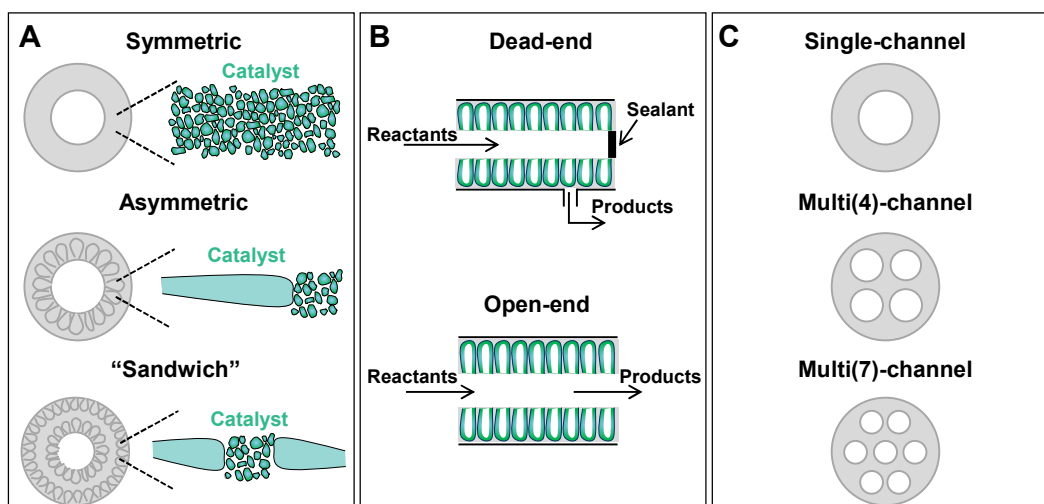 A
Symmetric
Catalyst
Asymmetric
Catalyst
“Sandwich”
Catalyst
B
Dead-end
Sealant
Reactants
Products
Open-end
Reactants
Products
C
Single-channel
Multi(4)-channel
Multi(7)-channel